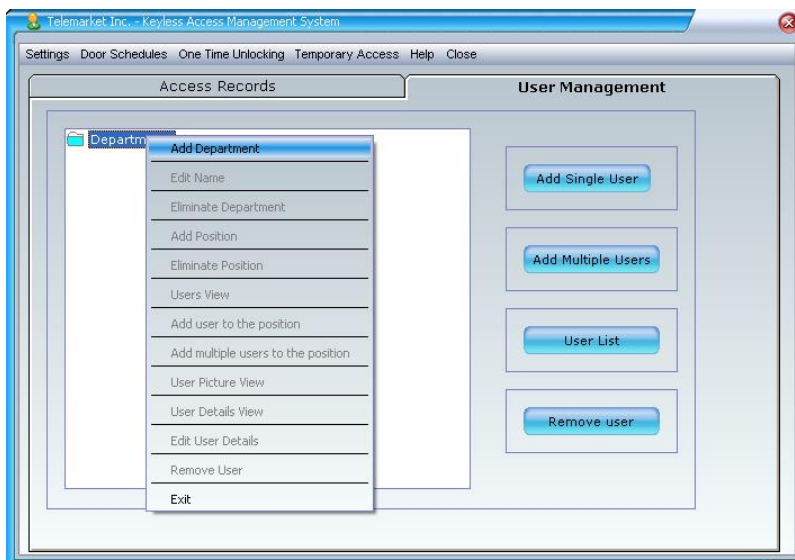 Telemarket Inc. - Keyless Access Management System
Settings Door Schedules One Time Unlocking Temporary Access Help Close
Access Records
User Management
Add Department
Edit Name
Eliminate Department
Add Position
Eliminate Position
Users View
Add user to the position
Add multiple users to the position
User Picture View
User Details View
Edit User Details
Remove User
Exit
Add Single User
Add Multiple Users
User List
Remove user